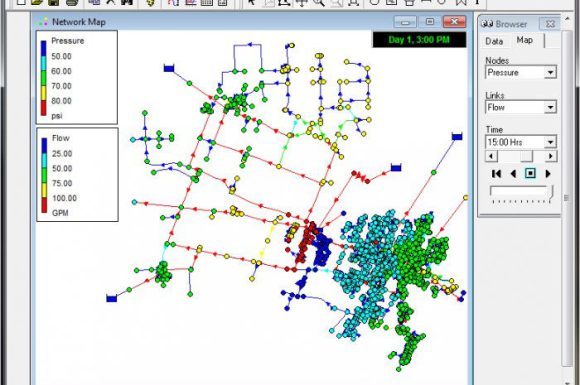 Network Map
Day 1, 3:00 PM
Pressure
50.00
60.00
70.00
80.00
psi
Flow
25.00
50.00
75.00
100.00
GPM
Browser
Data Map
Nodes
Pressure
Links
Flow
Time
15:00 Hrs